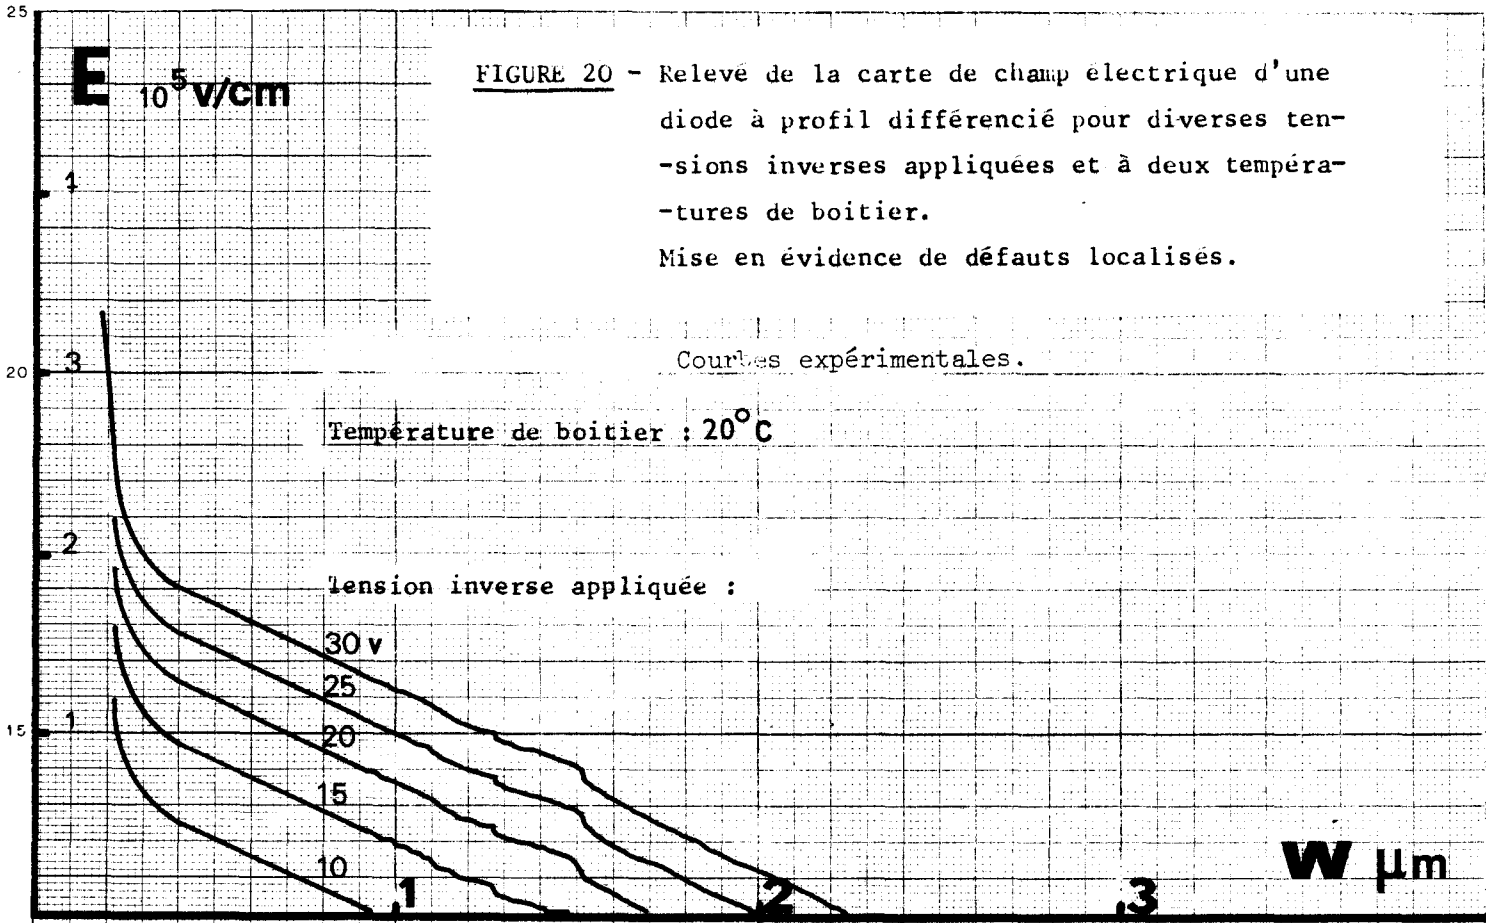 25
E 10⁵ v/cm
FIGURE 20 - Relevé de la carte de champ électrique d'une
diode à profil différencié pour diverses ten-
-sions inverses appliquées et à deux tempéra-
-tures de boitier.
Mise en évidence de défauts localisés.
1
20
3
Courbes expérimentales.
Température de boitier : 20°C
2
Tension inverse appliquée :
30 v
25
15
1
20
15
10
1
2
3
W µm